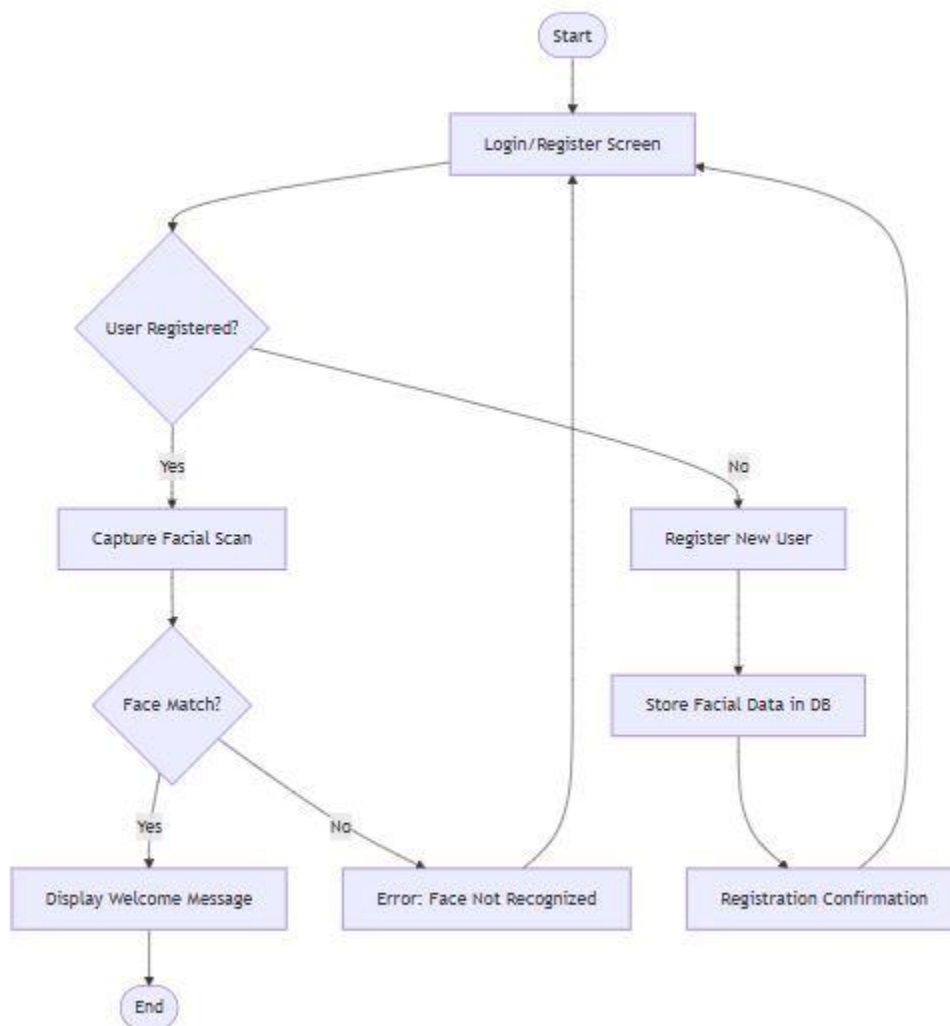 Start
Login/Register Screen
User Registered?
Yes
No
Capture Facial Scan
Register New User
Face Match?
Store Facial Data in DB
Yes
No
Display Welcome Message
Error: Face Not Recognized
Registration Confirmation
End